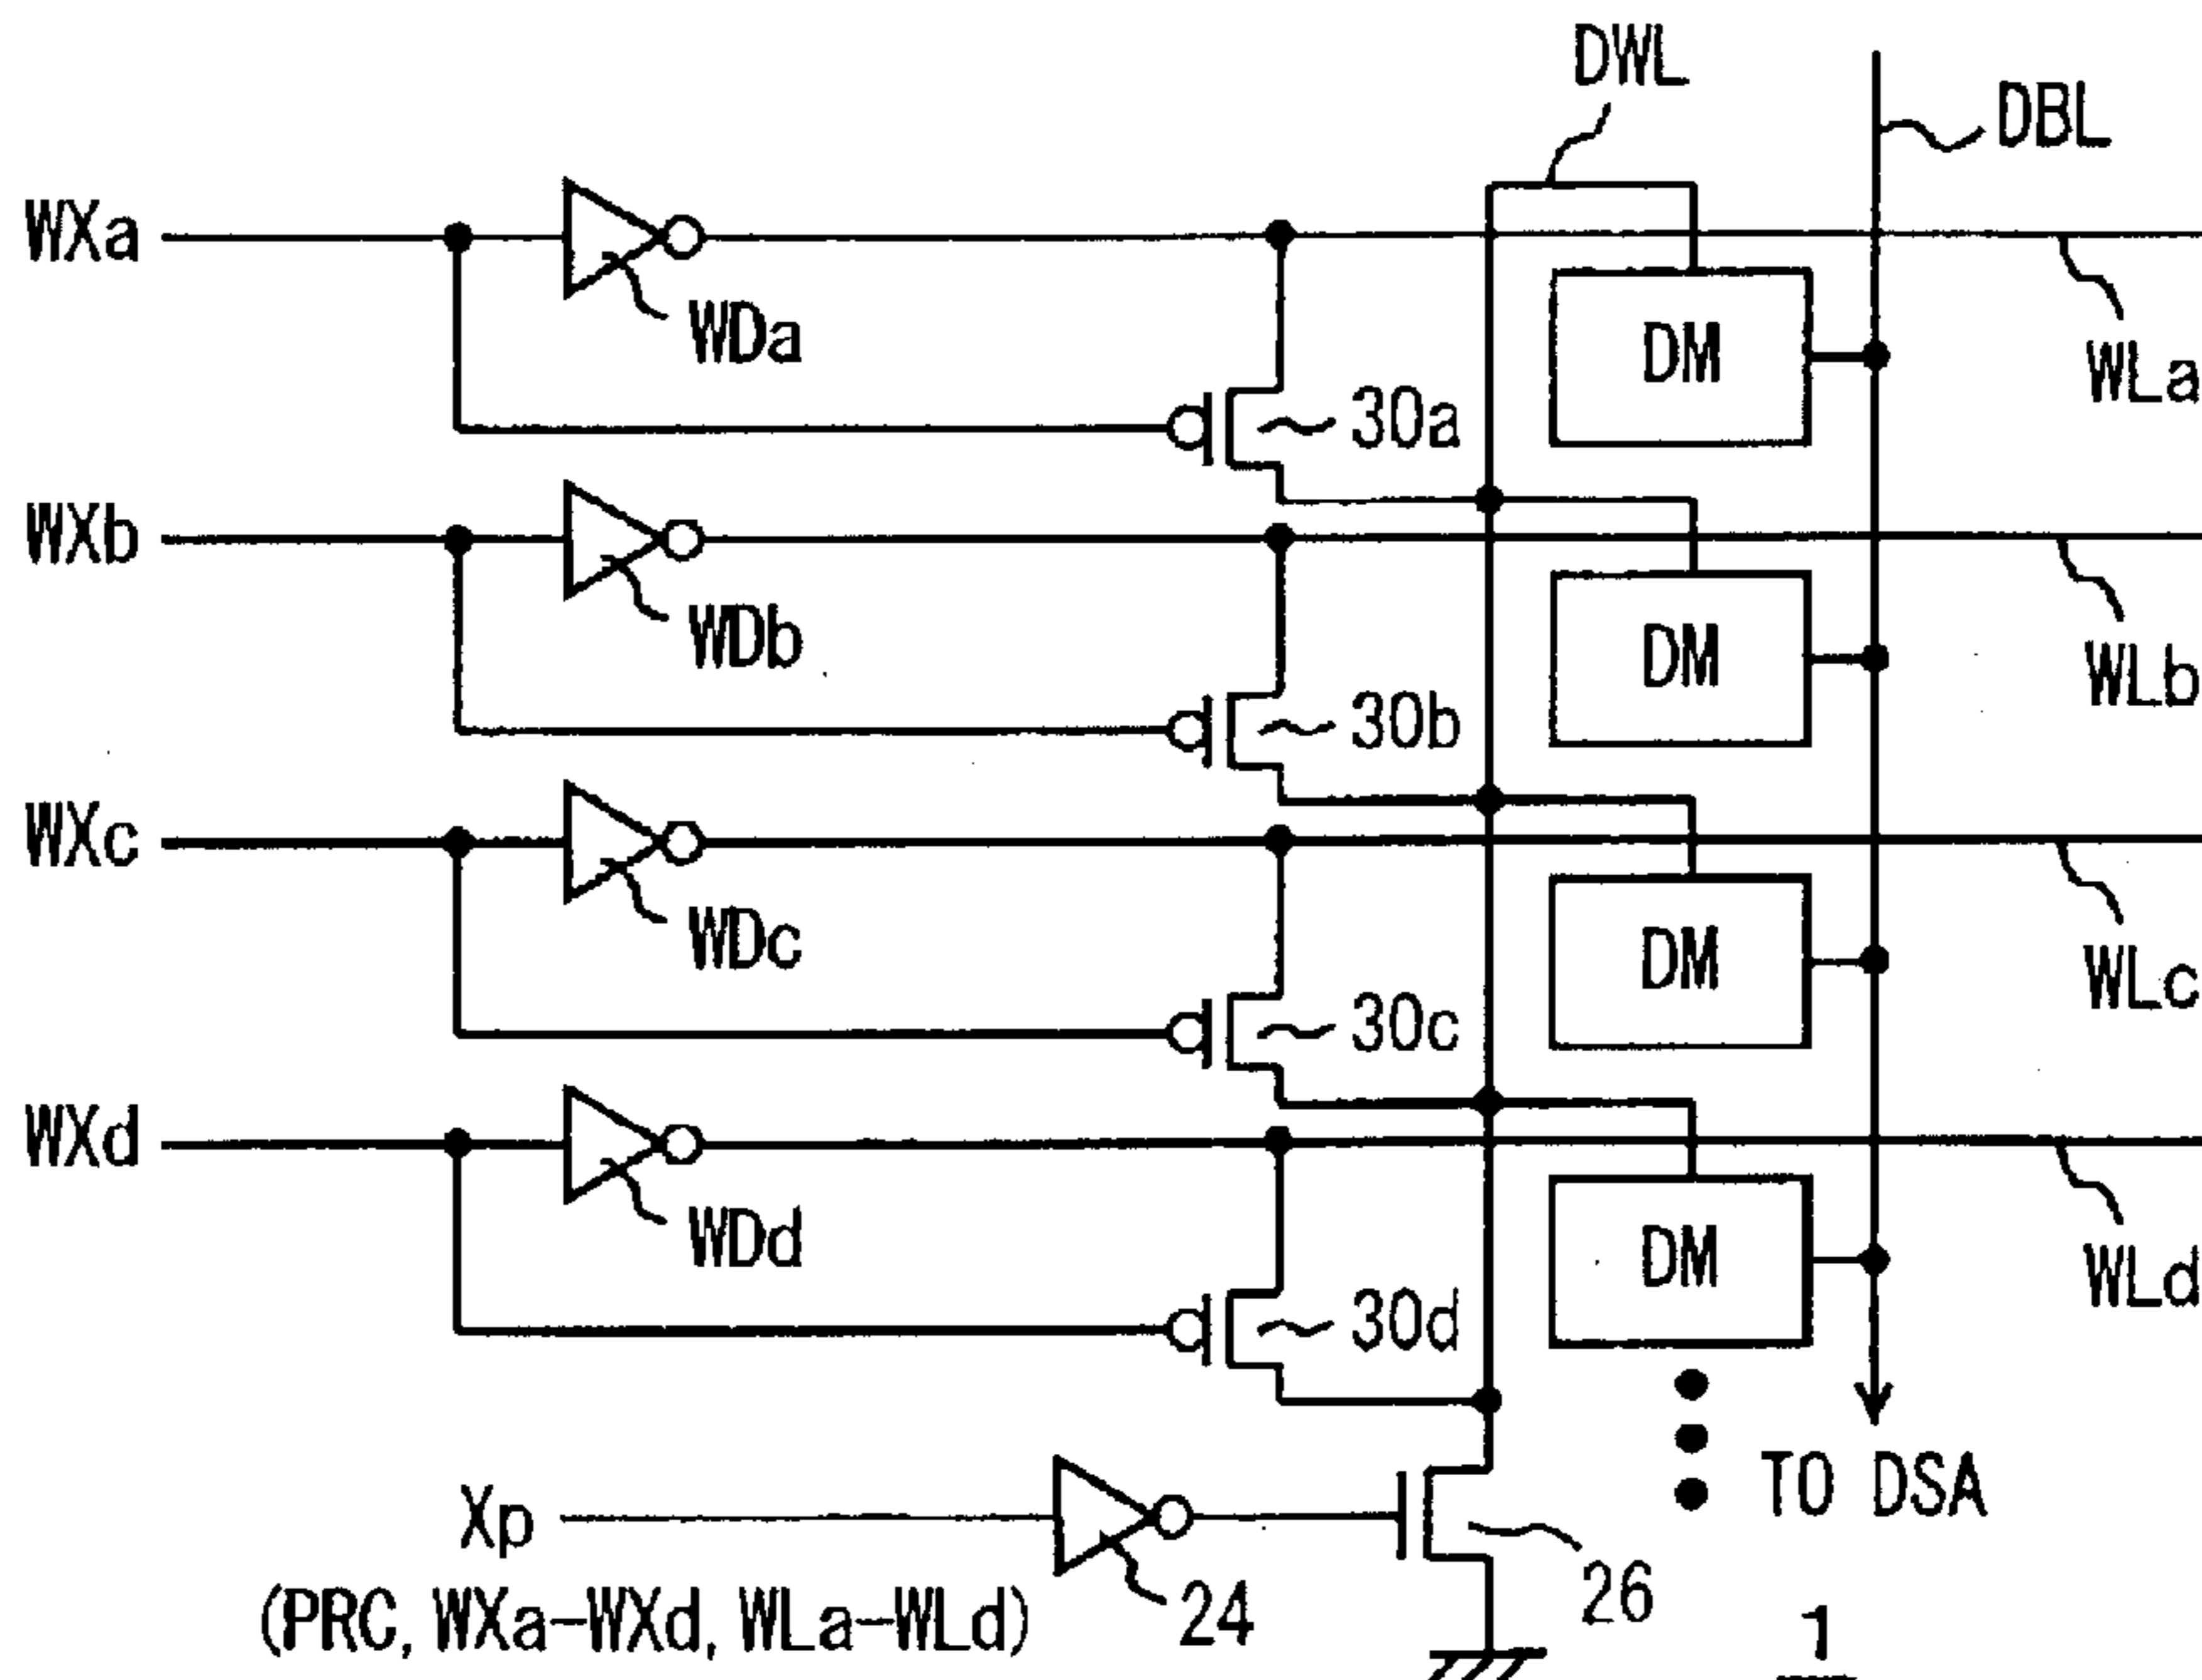 DWL
DBL
WXa
WDa
DM
WLa
30a
WXb
WDb
DM
WLb
30b
WXc
WDc
DM
WLc
30c
WXd
WDd
DM
WLd
30d
TO DSA
Xp
(PRC, WXa-WXd, WLa-WLd)
24
26
1